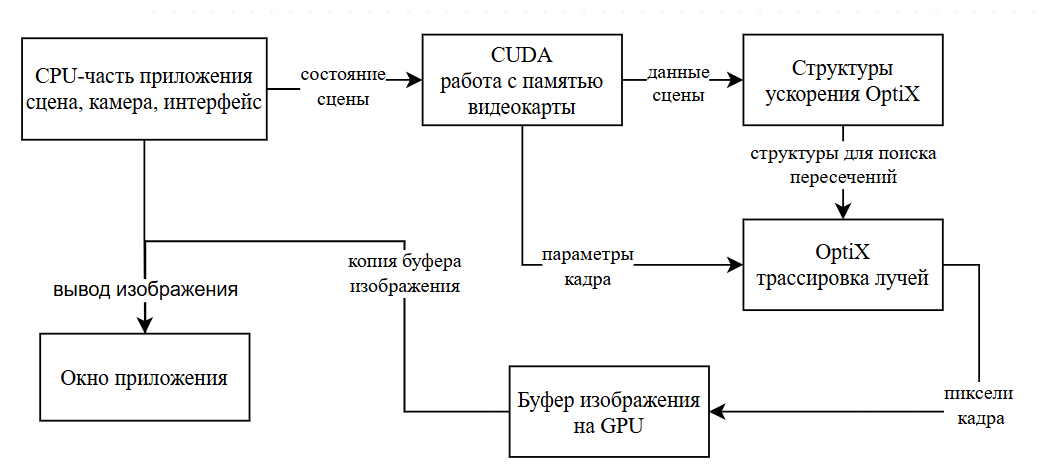 CPU-часть приложения
сцена, камера, интерфейс
состояние
сцены
CUDA
работа с памятью
видеокарты
данные
сцены
Структуры
ускорения OptiX
структуры для поиска
пересечений
OptiX
трассировка лучей
параметры
кадра
копия буфера
изображения
вывод изображения
Окно приложения
Буфер изображения
на GPU
пиксели
кадра